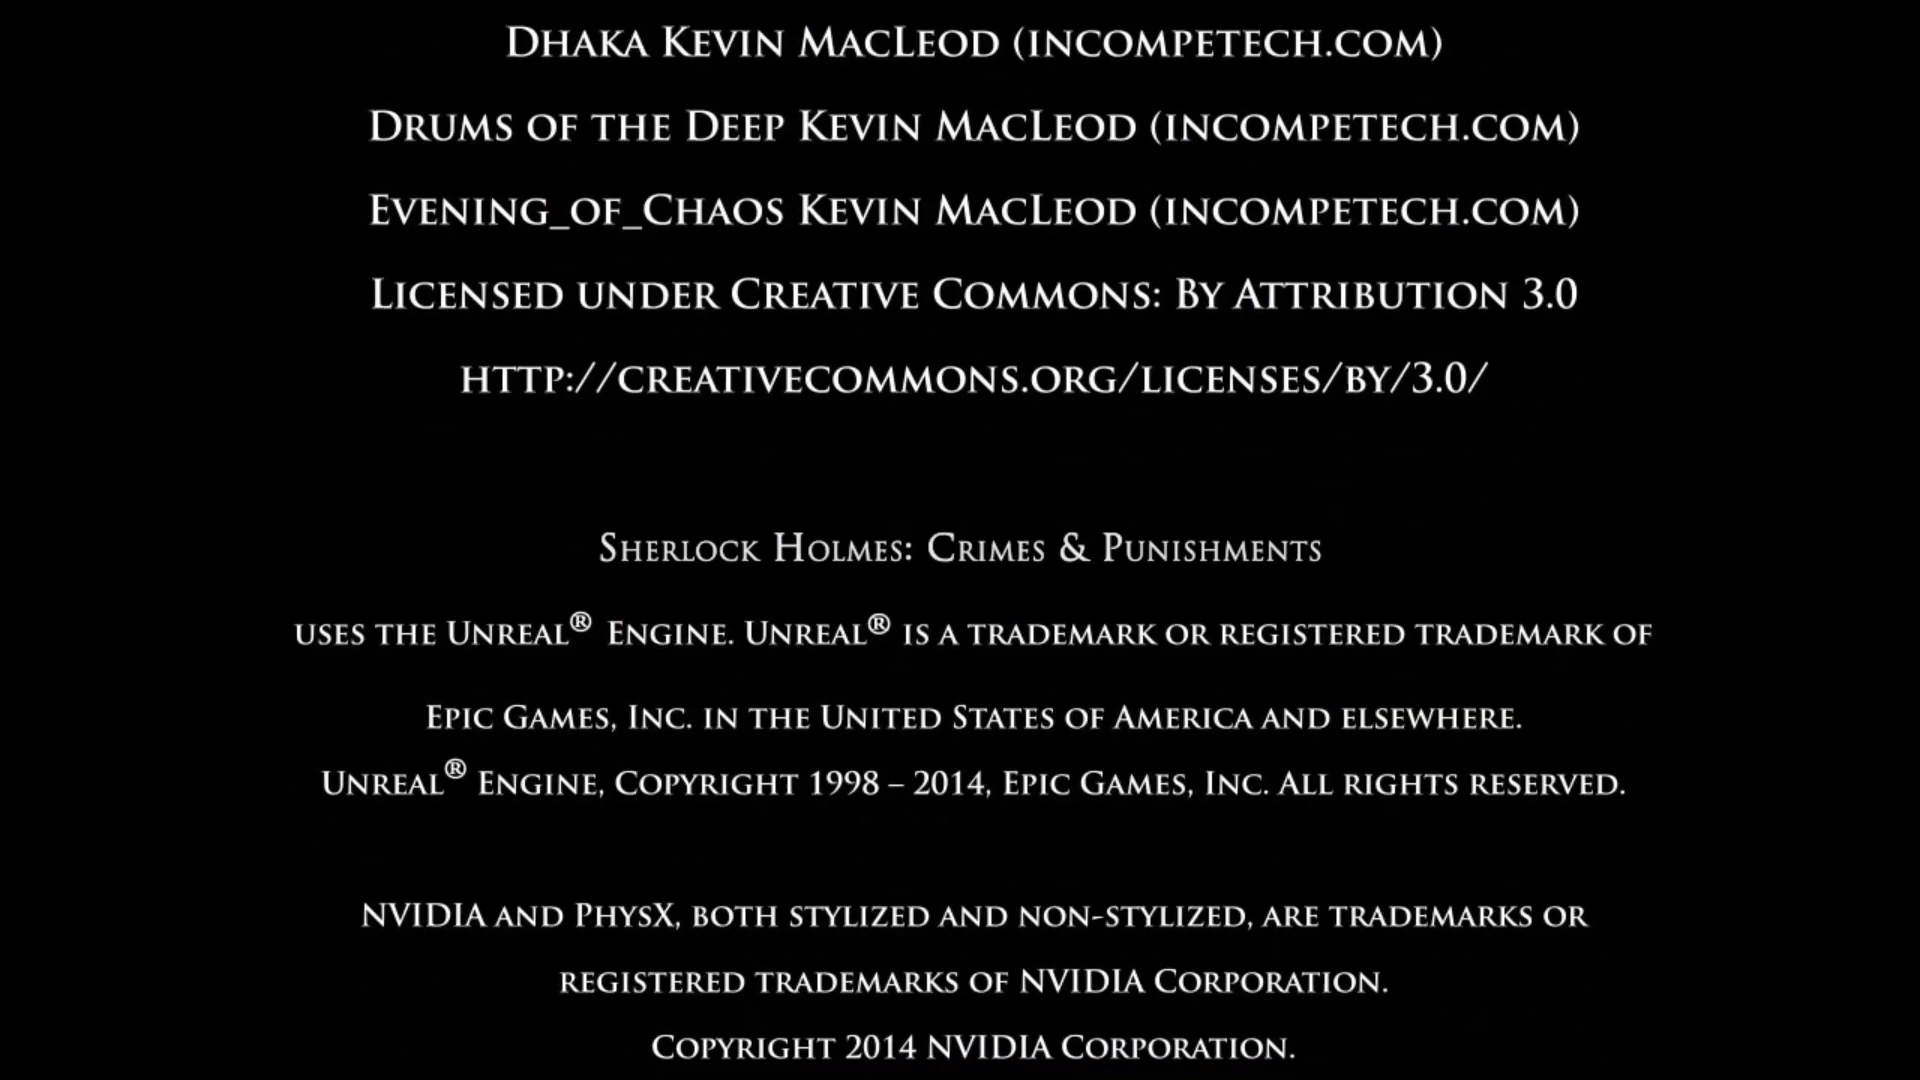 Dhaka Kevin MacLeod (incompetech.com)
Drums of the Deep Kevin MacLeod (incompetech.com)
Evening_of_Chaos Kevin MacLeod (incompetech.com)
Licensed under Creative Commons: By Attribution 3.0
http://creativecommons.org/licenses/by/3.0/
Sherlock Holmes: Crimes & Punishments
uses the Unreal® Engine. Unreal® is a trademark or registered trademark of
Epic Games, Inc. in the United States of America and elsewhere.
Unreal® Engine, Copyright 1998 – 2014, Epic Games, Inc. All rights reserved.
NVIDIA and PhysX, both stylized and non-stylized, are trademarks or
registered trademarks of NVIDIA Corporation.
Copyright 2014 NVIDIA Corporation.